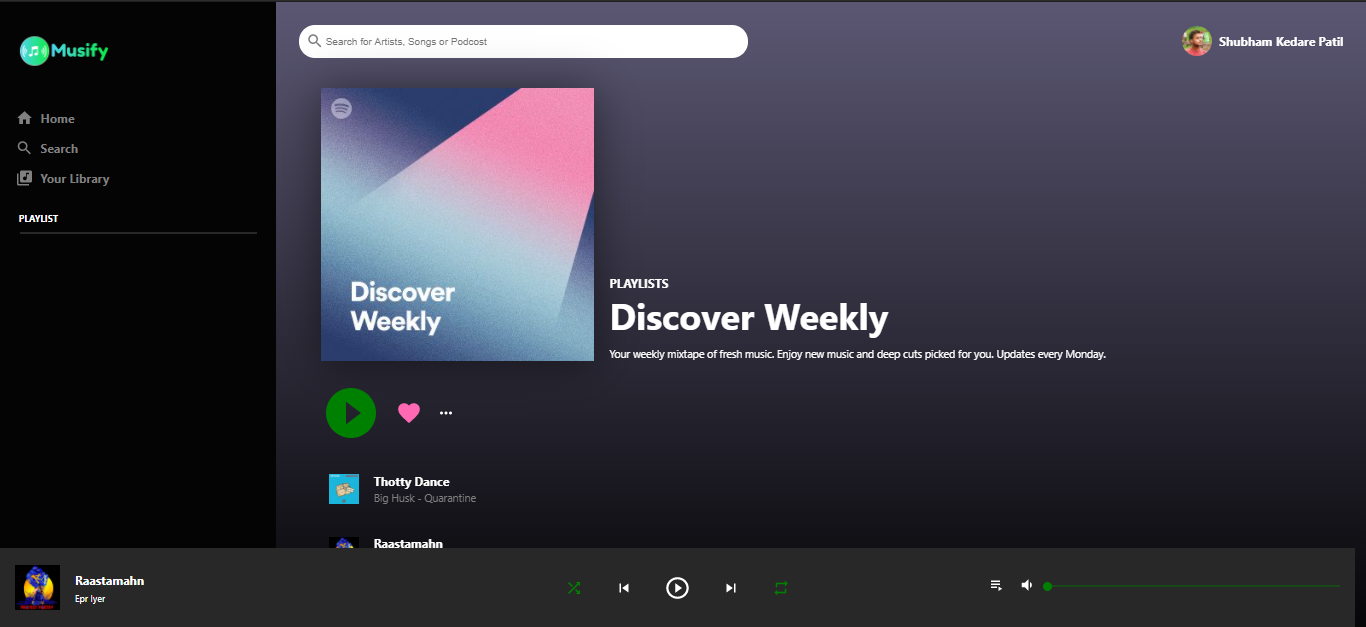 Musify
Search for Artists, Songs or Podcost
Shubham Kedare Patil
Home
Search
Your Library
PLAYLIST
Discover
Weekly
PLAYLISTS
Discover Weekly
Your weekly mixtape of fresh music. Enjoy new music and deep cuts picked for you. Updates every Monday.
Thotty Dance
Big Husk - Quarantine
Raastamahn
Raastamahn
Epr Iyer